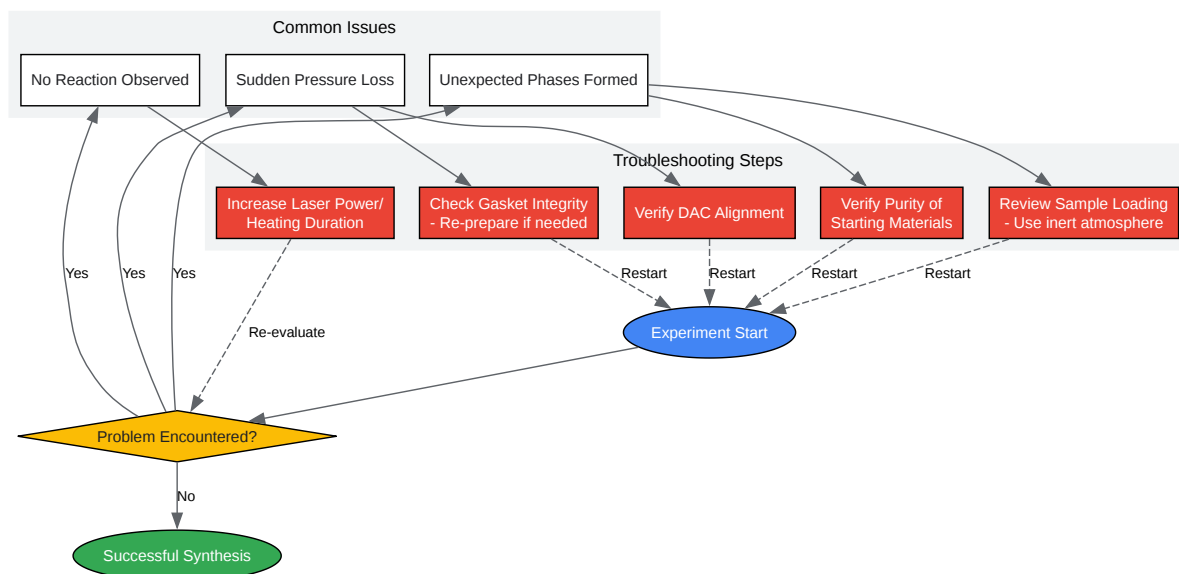 Common Issues
No Reaction Observed
Sudden Pressure Loss
Unexpected Phases Formed
Troubleshooting Steps
Increase Laser Power/
Heating Duration
Check Gasket Integrity
- Re-prepare if needed
Verify DAC Alignment
Verify Purity of
Starting Materials
Review Sample Loading
- Use inert atmosphere
Yes
Yes
Yes
Restart
Restart
Restart
Restart
Re-evaluate
Experiment Start
Problem Encountered?
No
Successful Synthesis